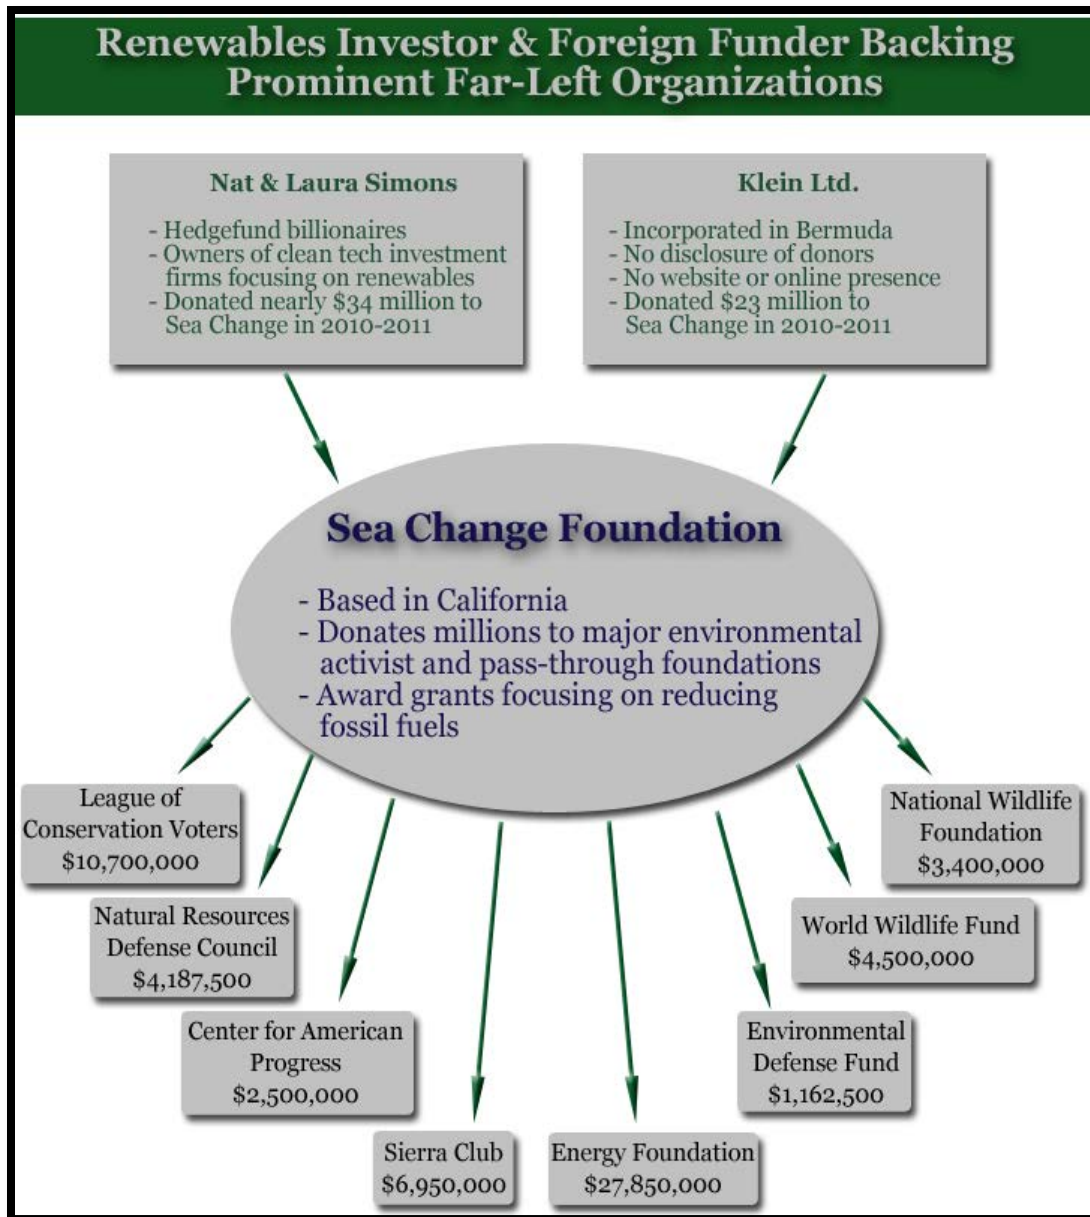 Renewables Investor & Foreign Funder Backing
Prominent Far-Left Organizations
Nat & Laura Simons
- Hedgefund billionaires
- Owners of clean tech investment
firms focusing on renewables
- Donated nearly $34 million to
Sea Change in 2010-2011
Klein Ltd.
- Incorporated in Bermuda
- No disclosure of donors
- No website or online presence
- Donated $23 million to
Sea Change in 2010-2011
Sea Change Foundation
- Based in California
- Donates millions to major environmental
activist and pass-through foundations
- Award grants focusing on reducing
fossil fuels
League of
Conservation Voters
$10,700,000
Natural Resources
Defense Council
$4,187,500
Center for American
Progress
$2,500,000
Sierra Club
$6,950,000
Energy Foundation
$27,850,000
Environmental
Defense Fund
$1,162,500
World Wildlife Fund
$4,500,000
National Wildlife
Foundation
$3,400,000